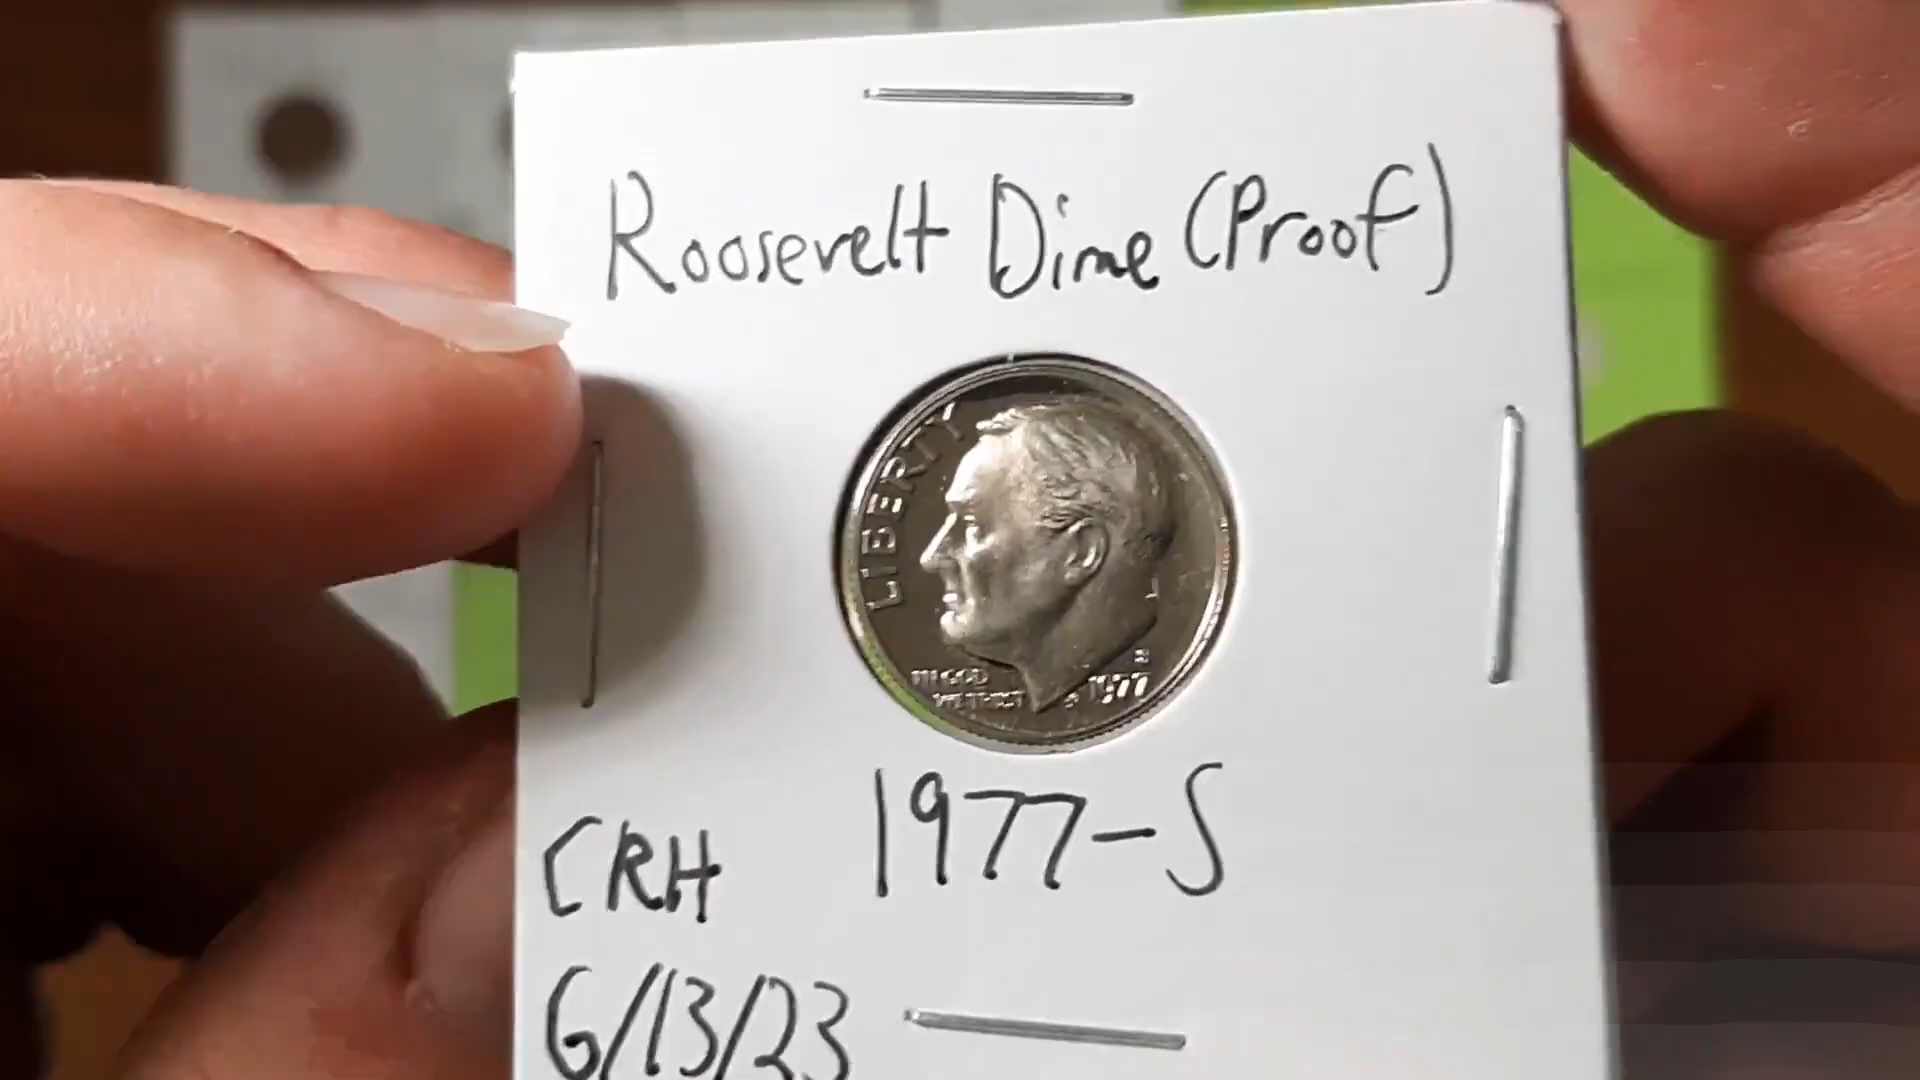 Roosevelt Dime (Proof)
LIBERTY
IN GOD
WE TRUST
S
1977
1977-S
CRH
6/13/23